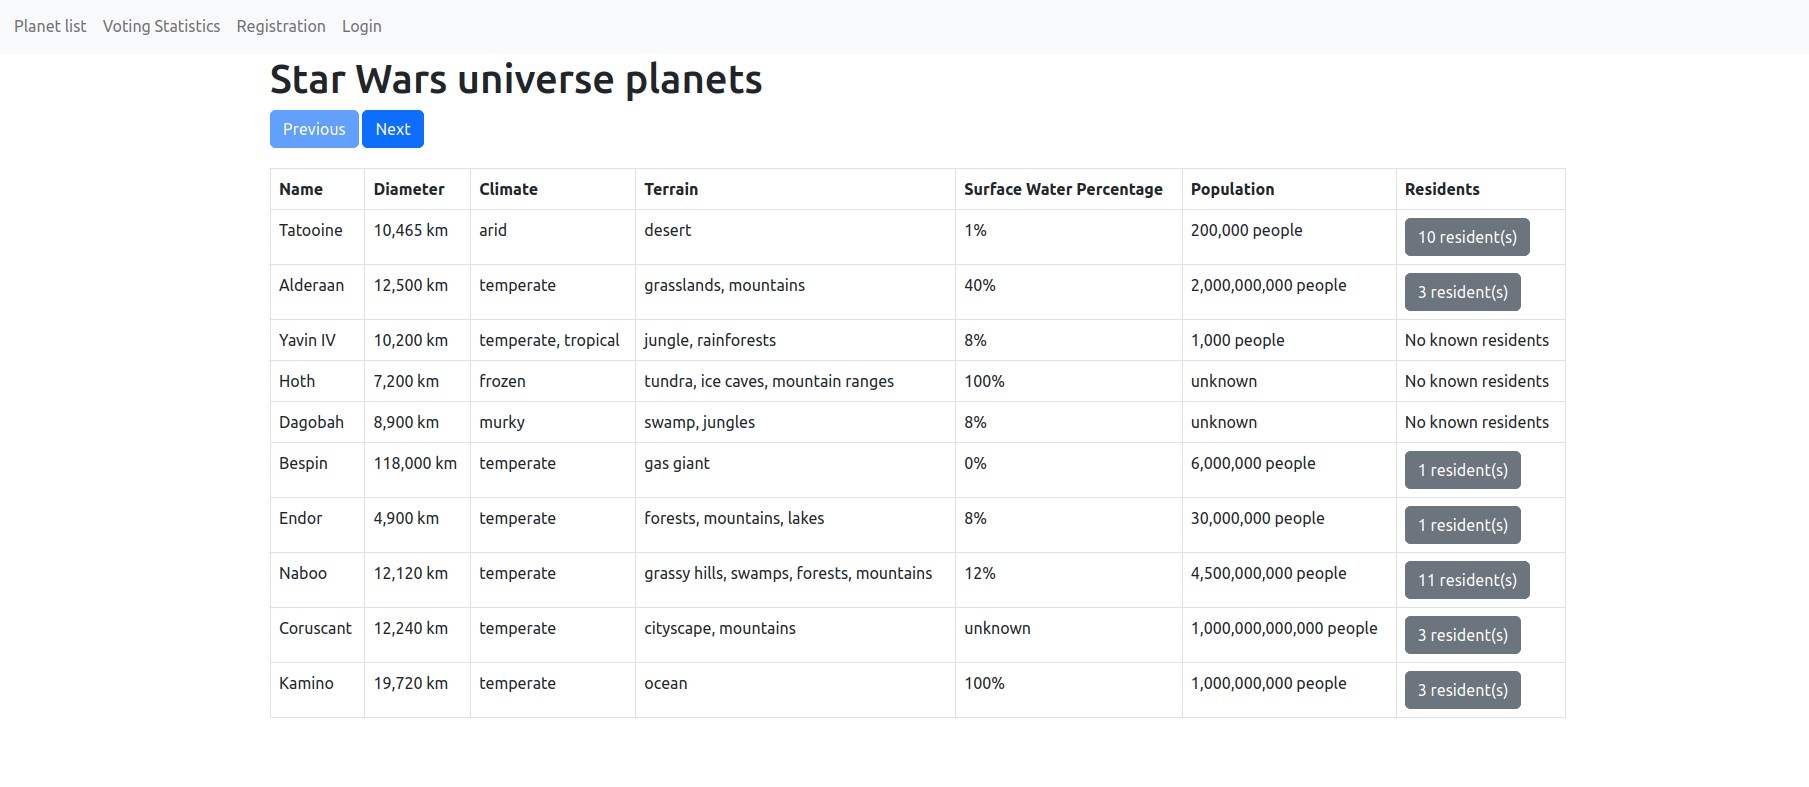 Planet list Voting Statistics Registration Login
Star Wars universe planets
Previous Next
Name Diameter Climate Terrain Surface Water Percentage Population Residents
Tatooine 10,465 km arid desert 1% 200,000 people 10 resident(s)
Alderaan 12,500 km temperate grasslands, mountains 40% 2,000,000,000 people 3 resident(s)
Yavin IV 10,200 km temperate, tropical jungle, rainforests 8% 1,000 people No known residents
Hoth 7,200 km frozen tundra, ice caves, mountain ranges 100% unknown No known residents
Dagobah 8,900 km murky swamp, jungles 8% unknown No known residents
Bespin 118,000 km temperate gas giant 0% 6,000,000 people 1 resident(s)
Endor 4,900 km temperate forests, mountains, lakes 8% 30,000,000 people 1 resident(s)
Naboo 12,120 km temperate grassy hills, swamps, forests, mountains 12% 4,500,000,000 people 11 resident(s)
Coruscant 12,240 km temperate cityscape, mountains unknown 1,000,000,000,000 people 3 resident(s)
Kamino 19,720 km temperate ocean 100% 1,000,000,000 people 3 resident(s)